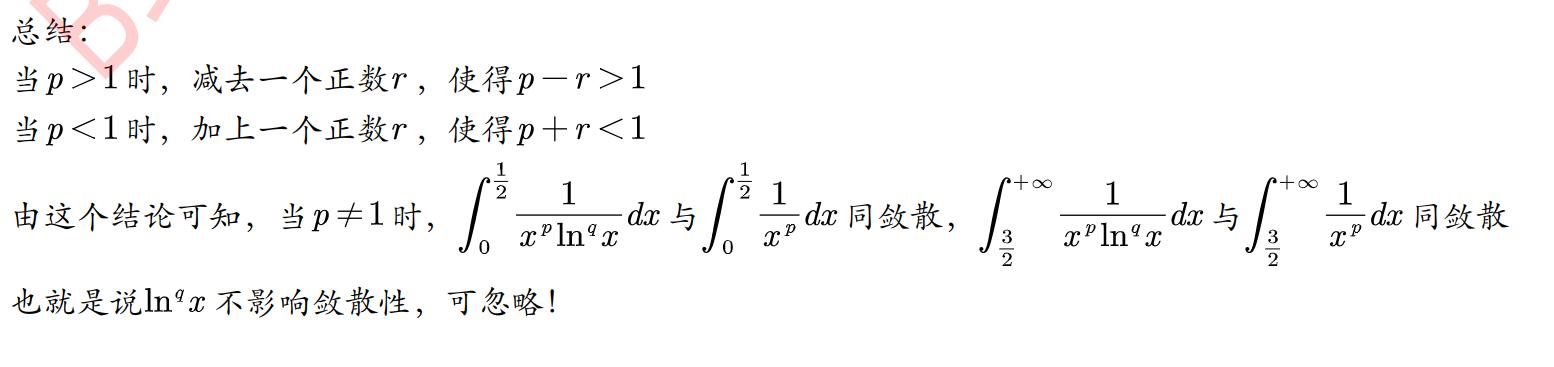 总结：
当p>1时，减去一个正数r，使得p−r>1
当p<1时，加上一个正数r，使得p+r<1
由这个结论可知，当p≠1时，∫_0^{1/2} 1/(x^p ln^q x) dx 与 ∫_0^{1/2} 1/x^p dx 同敛散，∫_{3/2}^{+∞} 1/(x^p ln^q x) dx 与 ∫_{3/2}^{+∞} 1/x^p dx 同敛散
也就是说ln^q x 不影响敛散性，可忽略！